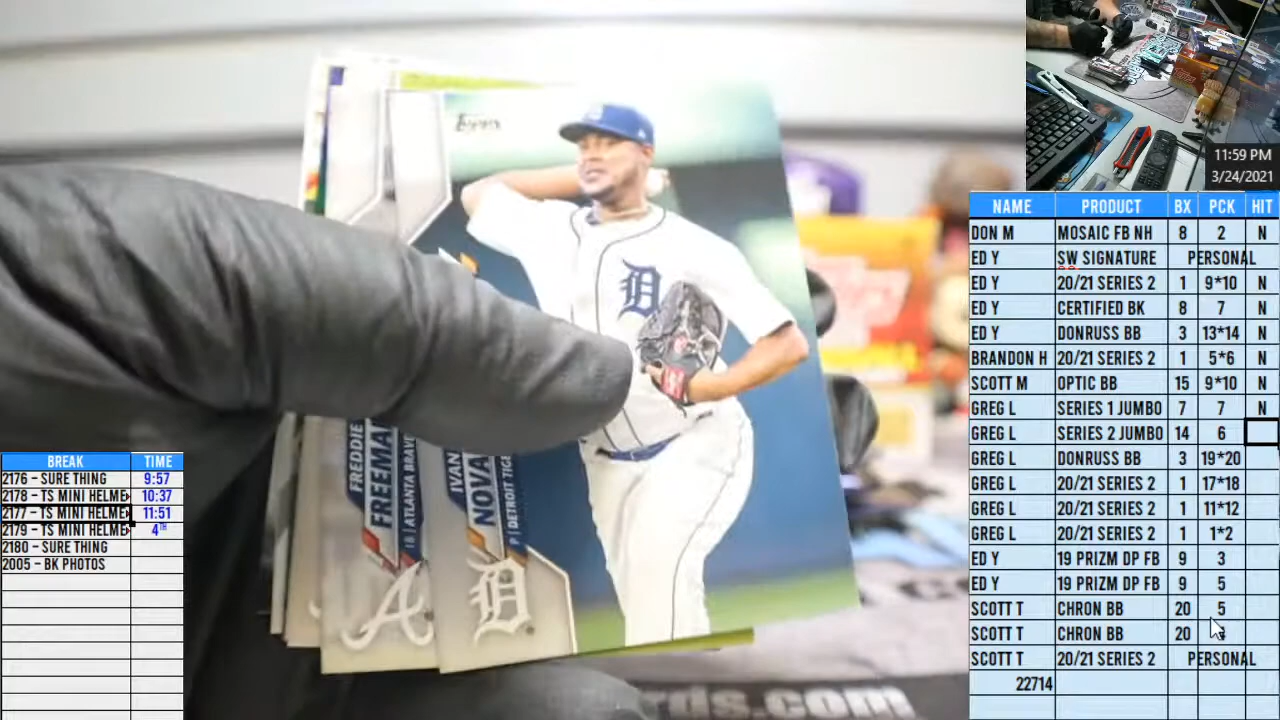 Topps
FREDDIE
FREEMAN
1B | ATLANTA BRAVE
IVAN
NOVA
P | DETROIT TIGE
D
11:59 PM
3/24/2021
NAME PRODUCT BX PCK HIT
DON M MOSAIC FB NH 8 2 N
ED Y SW SIGNATURE PERSONAL
ED Y 20/21 SERIES 2 1 9*10 N
ED Y CERTIFIED BK 8 7 N
ED Y DONRUSS BB 3 13*14 N
BRANDON H 20/21 SERIES 2 1 5*6 N
SCOTT M OPTIC BB 15 9*10 N
GREG L SERIES 1 JUMBO 7 7 N
GREG L SERIES 2 JUMBO 14 6
GREG L DONRUSS BB 3 19*20
GREG L 20/21 SERIES 2 1 17*18
GREG L 20/21 SERIES 2 1 11*12
GREG L 20/21 SERIES 2 1 1*2
ED Y 19 PRIZM DP FB 9 3
ED Y 19 PRIZM DP FB 9 5
SCOTT T CHRON BB 20 5
SCOTT T CHRON BB 20
SCOTT T 20/21 SERIES 2 PERSONAL
22714
BREAK TIME
2176 - SURE THING 9:57
2178 - TS MINI HELME 10:37
2177 - TS MINI HELME 11:51
2179 - TS MINI HELME 4TH
2180 - SURE THING
2005 - BK PHOTOS
rds.com